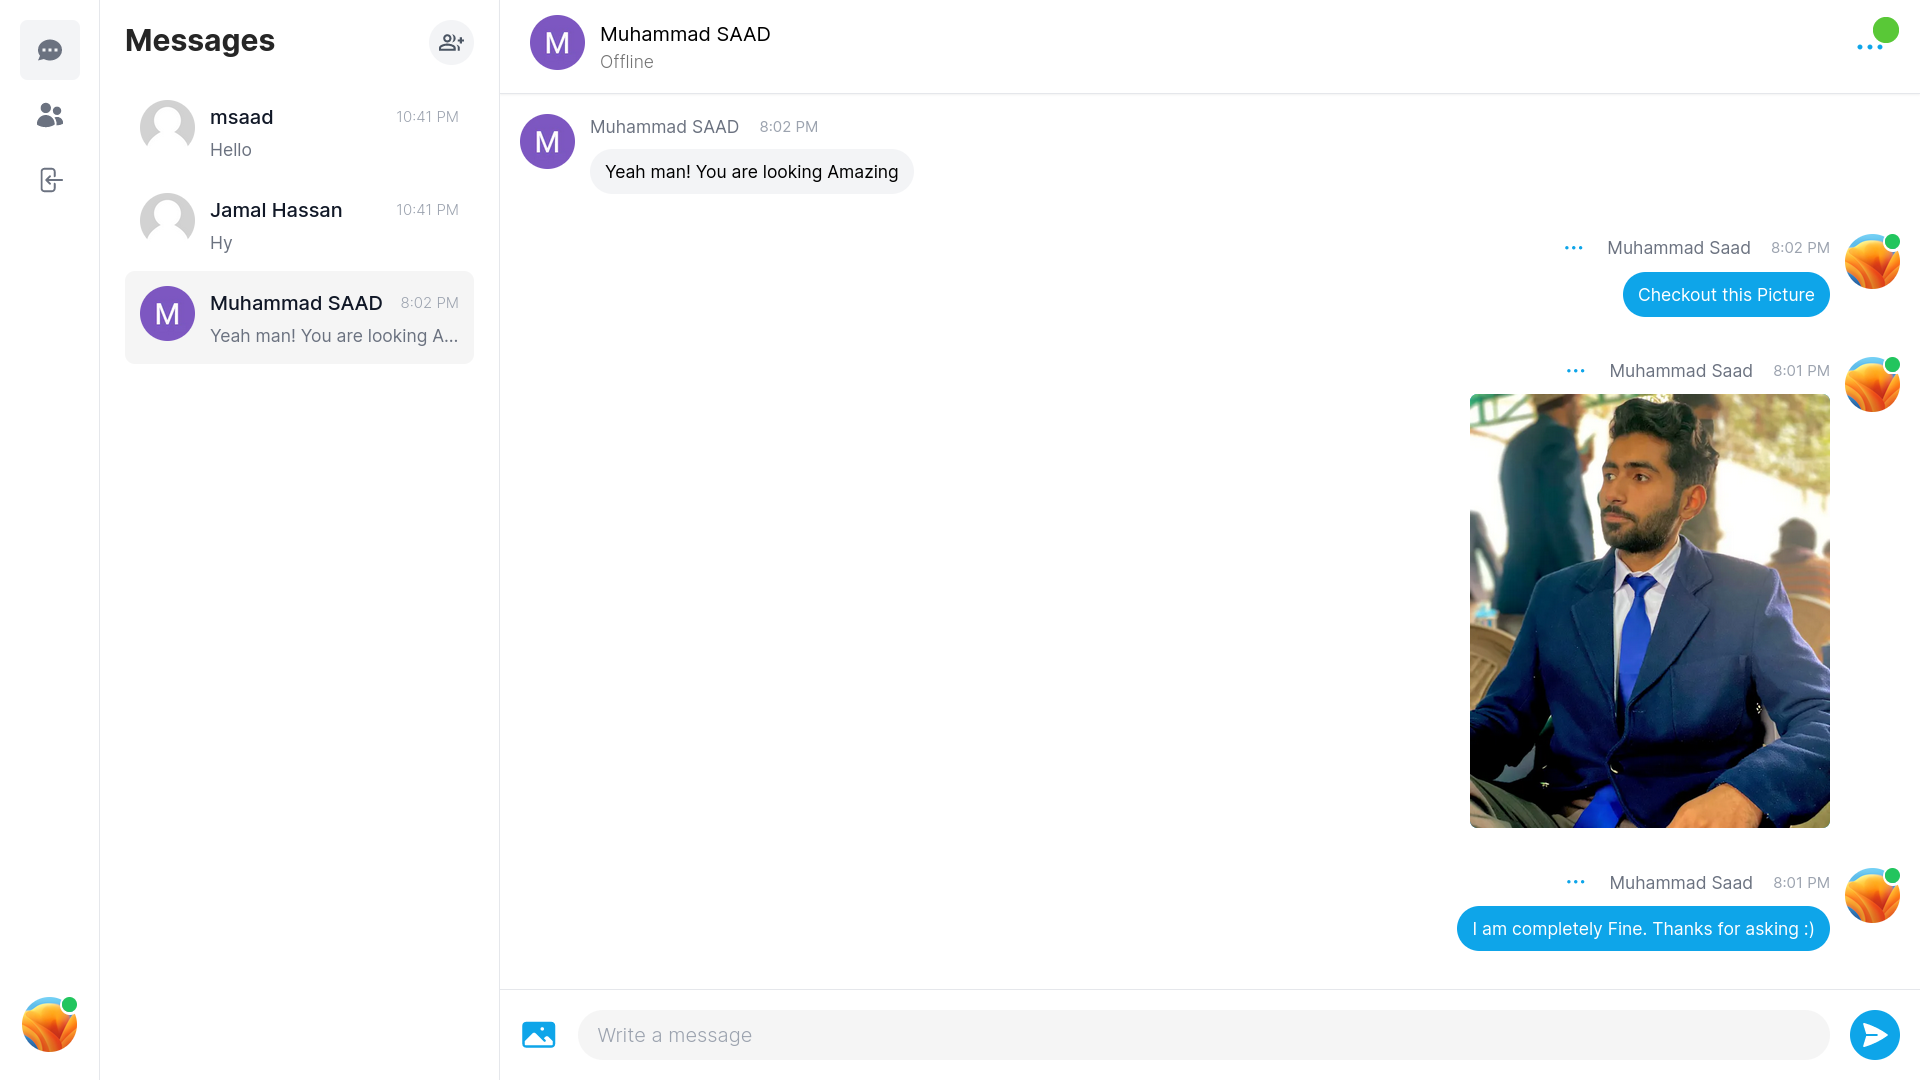 Messages
msaad 10:41 PM
Hello
Jamal Hassan 10:41 PM
Hy
M
Muhammad SAAD 8:02 PM
Yeah man! You are looking A...
M
Muhammad SAAD
Offline
M
Muhammad SAAD 8:02 PM
Yeah man! You are looking Amazing
Muhammad Saad 8:02 PM
Checkout this Picture
Muhammad Saad 8:01 PM
Muhammad Saad 8:01 PM
I am completely Fine. Thanks for asking :)
Write a message